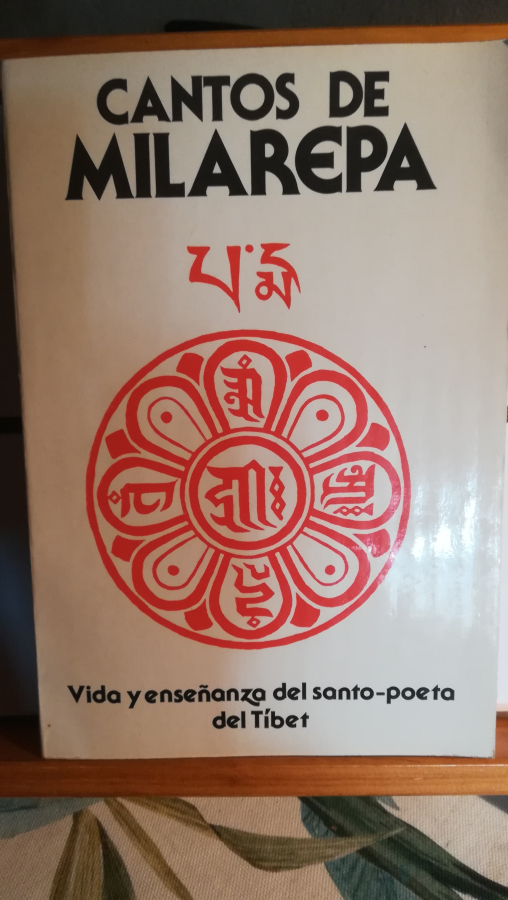 CANTOS DE
MILAREPA
Vida y enseñanza del santo-poeta
del Tíbet